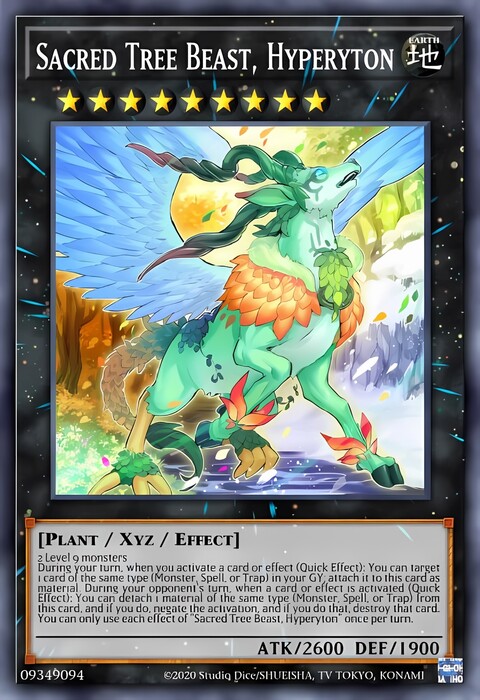 Sacred Tree Beast, Hyperyton
EARTH
地
[Plant / Xyz / Effect]
2 Level 9 monsters
During your turn, when you activate a card or effect (Quick Effect): You can target
1 card of the same type (Monster, Spell, or Trap) in your GY; attach it to this card as
material. During your opponent's turn, when a card or effect is activated (Quick
Effect): You can detach 1 material of the same type (Monster, Spell, or Trap) from
this card, and if you do, negate the activation, and if you do that, destroy that card.
You can only use each effect of "Sacred Tree Beast, Hyperyton" once per turn.
ATK/2600 DEF/1900
09349094
©2020 Studio Dice/SHUEISHA, TV TOKYO, KONAMI